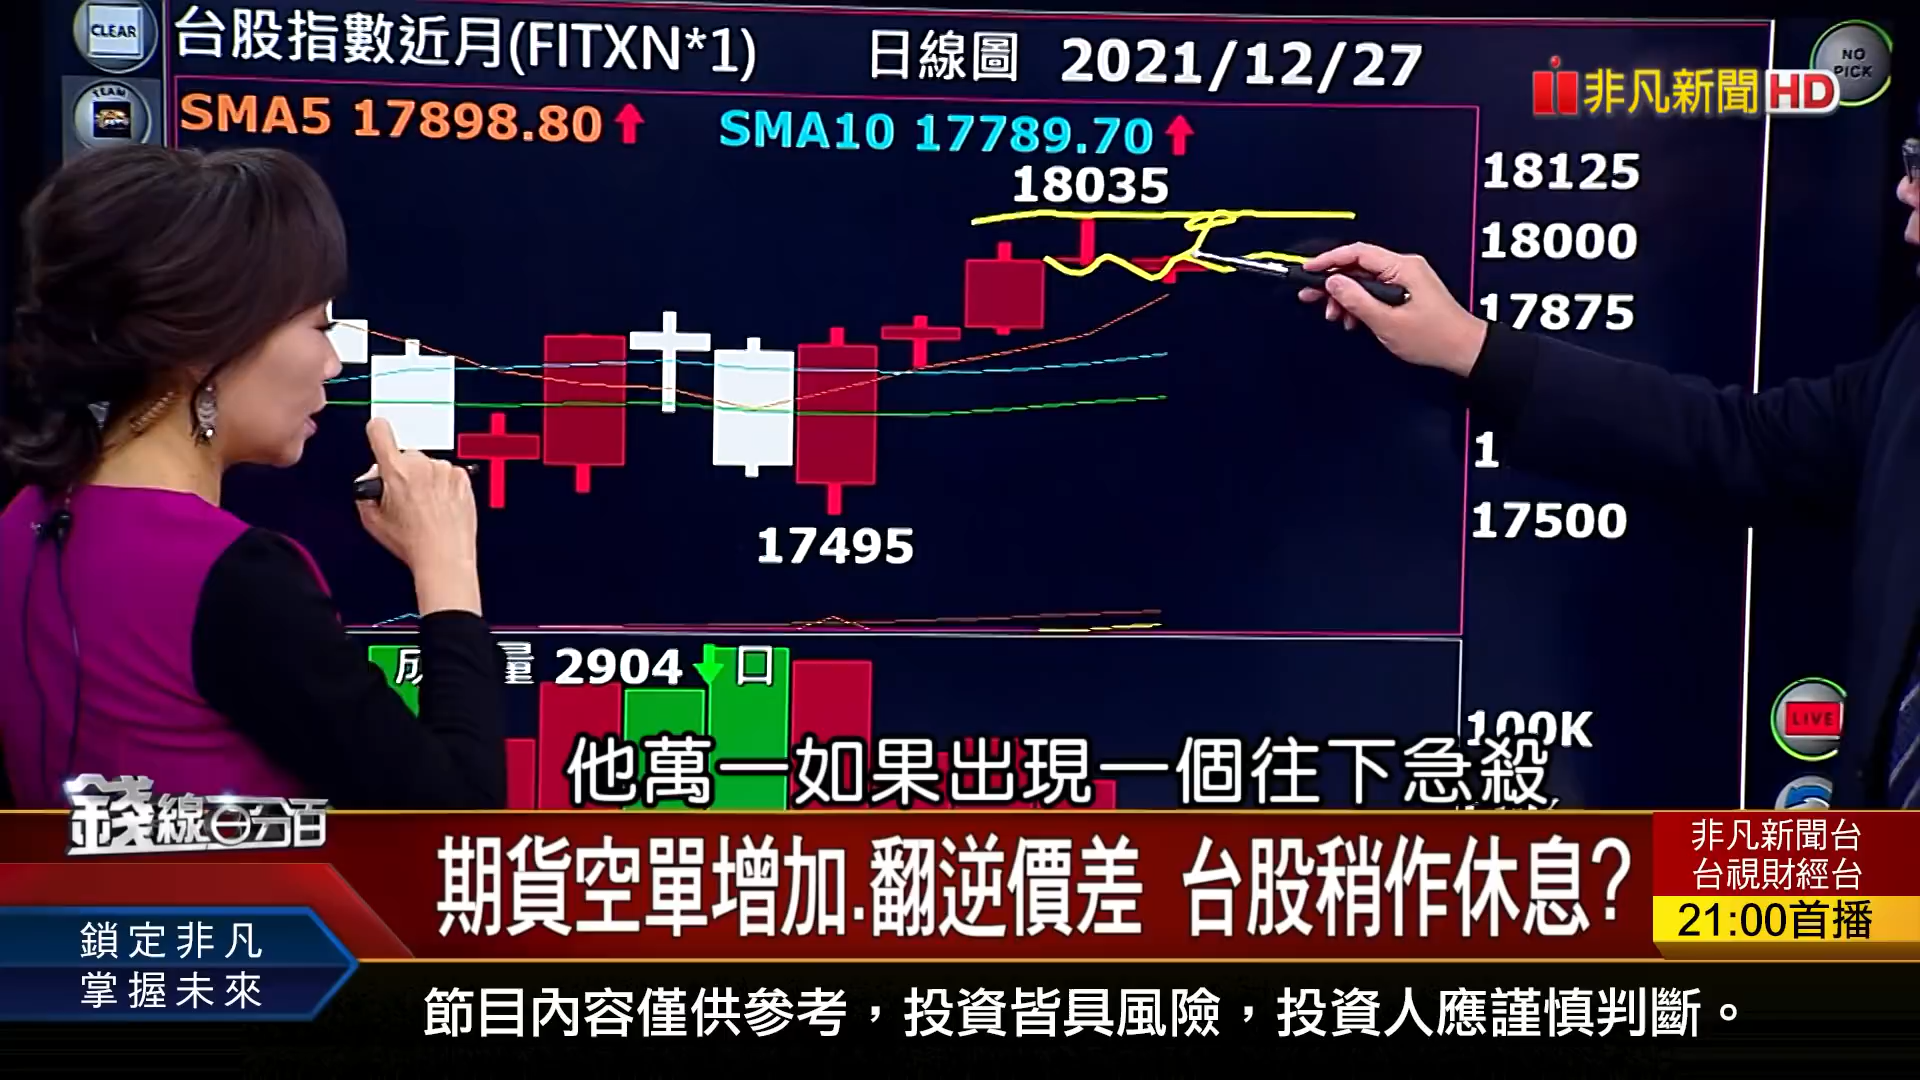 CLEAR
台股指數近月(FITXN*1)
日線圖
2021/12/27
NO PICK
非凡新聞HD
TEAM
SMA5 17898.80
SMA10 17789.70
18035
18125
18000
17875
17500
17495
量 2904 口
100K
LIVE
他萬一如果出現一個往下急殺
錢線百分百
期貨空單增加.翻逆價差 台股稍作休息?
非凡新聞台
台視財經台
21:00首播
鎖定非凡
掌握未來
節目內容僅供參考，投資皆具風險，投資人應謹慎判斷。